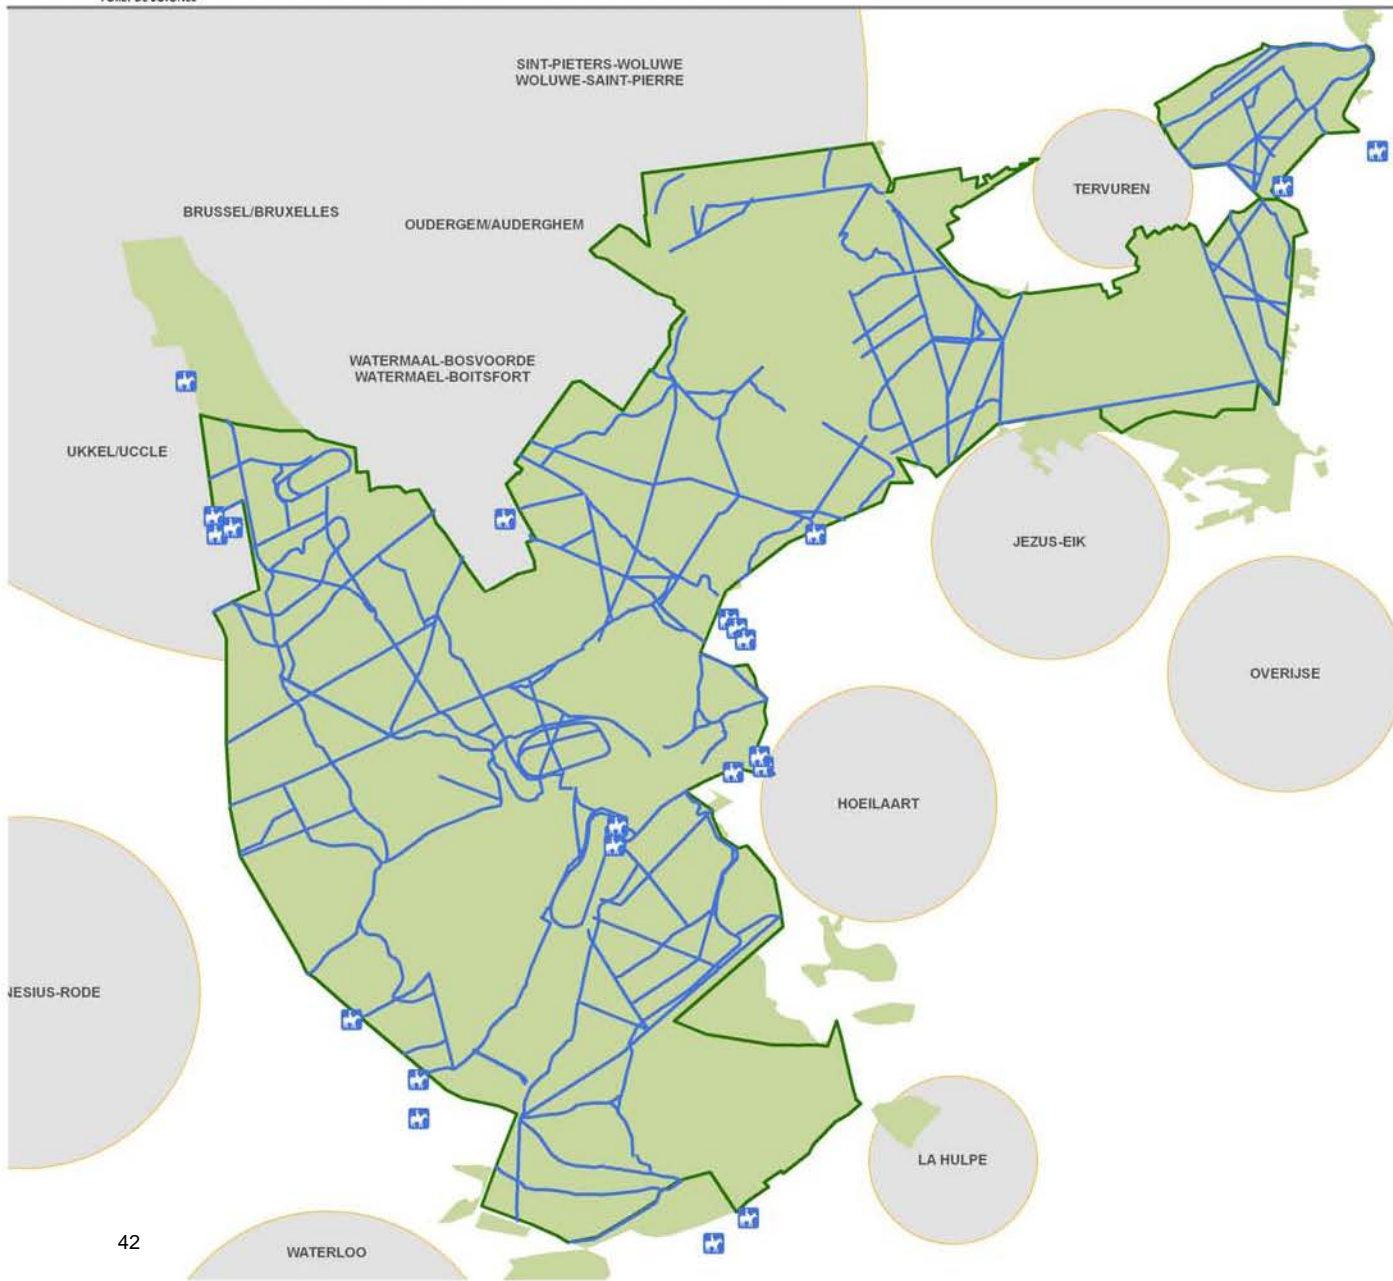 SINT-PIETERS-WOLUWE
WOLUWE-SAINT-PIERRE
TERVUREN
BRUSSEL/BRUXELLES
OUDERGEM/AUDERGHEM
WATERMAAL-BOSVOORDE
WATERMAEL-BOITSFORT
UKKEL/UCCLE
JEZUS-EIK
OVERIJSE
HOEILAART
NESIUS-RODE
LA HULPE
42
WATERLOO